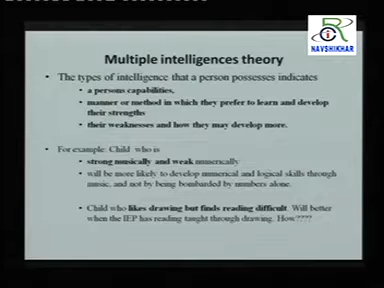 NAVSHIKHAR
Multiple intelligences theory
• The types of intelligence that a person possesses indicates
• a persons capabilities,
• manner or method in which they prefer to learn and develop
their strengths
• their weaknesses and how they may develop more.
• For example: Child who is
• strong musically and weak numerically
• will be more likely to develop numerical and logical skills through
music, and not by being bombarded by numbers alone.
• Child who likes drawing but finds reading difficult. Will better
when the IEP has reading taught through drawing. How????